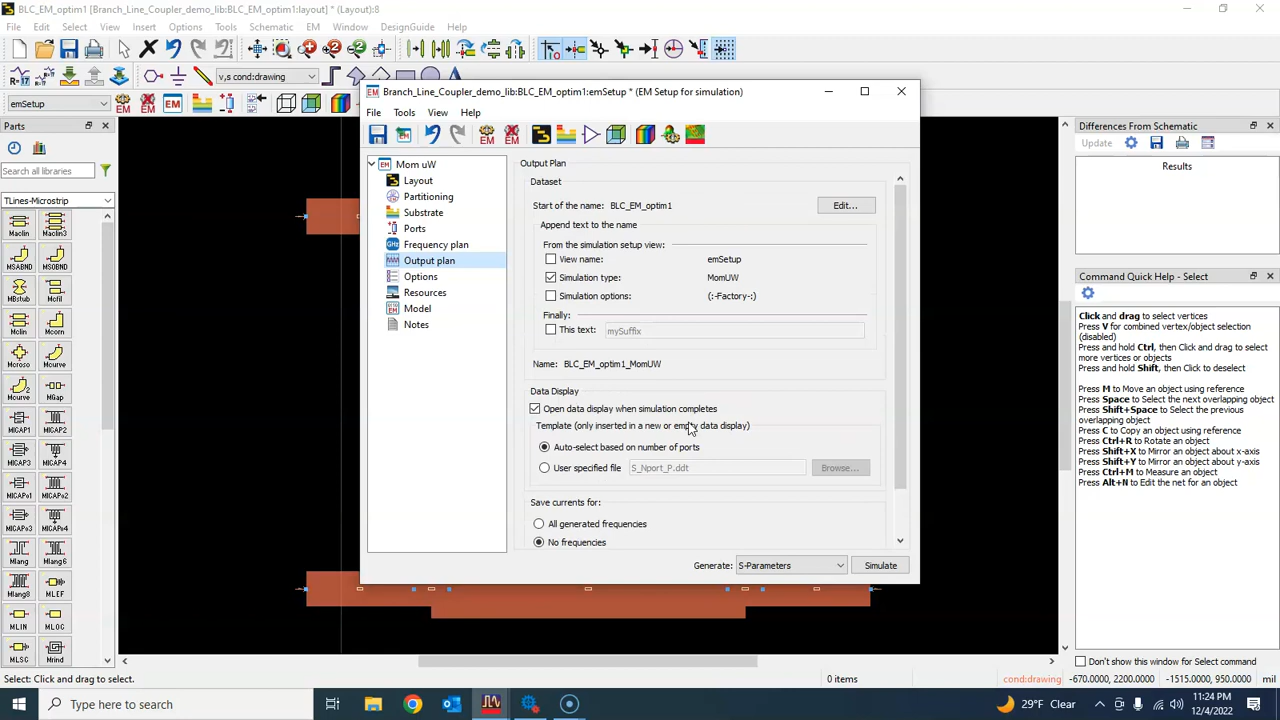 BLC_EM_optim1 [Branch_Line_Coupler_demo_lib:BLC_EM_optim1:layout] * (Layout):8
File Edit Select View Insert Options Tools Schematic EM Window DesignGuide Help
v,s cond:drawing
emSetup
Parts
Search all libraries
TLines-Microstrip
Maclin Maclin3
MSABND MSOBND
MBstub Mcfil
Mclin Mcorn
Mcroso Mcurve
Mcurve2 MGap
MICAP1 MICAP2
MICAP3 MICAP4
Mlang Mlang6
Mlang8 MLEF
MLIN MLOC
MLSC Mrind
Select: Click and drag to select.
Branch_Line_Coupler_demo_lib:BLC_EM_optim1:emSetup * (EM Setup for simulation)
File Tools View Help
EM Mom uW
Layout
Partitioning
Substrate
Ports
GHz Frequency plan
Output plan
Options
Resources
Model
Notes
Output Plan
Dataset
Start of the name: BLC_EM_optim1 Edit...
Append text to the name
From the simulation setup view:
View name: emSetup
Simulation type: MomUW
Simulation options: (:-Factory-:)
Finally:
This text: mySuffix
Name: BLC_EM_optim1_MomUW
Data Display
Open data display when simulation completes
Template (only inserted in a new or empty data display)
Auto-select based on number of ports
User specified file S_Nport_P.ddt Browse...
Save currents for:
All generated frequencies
No frequencies
Generate: S-Parameters Simulate
Differences From Schematic
Update
Results
Command Quick Help - Select
Click and drag to select vertices
Press V for combined vertex/object selection
(disabled)
Press and hold Ctrl, then Click and drag to
select more vertices or objects
Press and hold Shift, then Click to deselect
Press M to Move an object using reference
Press Space to Select the next overlapping object
Press Shift+Space to Select the previous
overlapping object
Press C to Copy an object using reference
Press Ctrl+R to Rotate an object
Press Shift+X to Mirror an object about x-axis
Press Shift+Y to Mirror an object about y-axis
Press Ctrl+M to Measure an object
Press Alt+N to Edit the net for an object
Don't show this window for Select command
0 items cond:drawing -670.0000, 2200.0000 -1515.0000, 950.0000 mil
Type here to search
29°F Clear
11:24 PM
12/4/2022